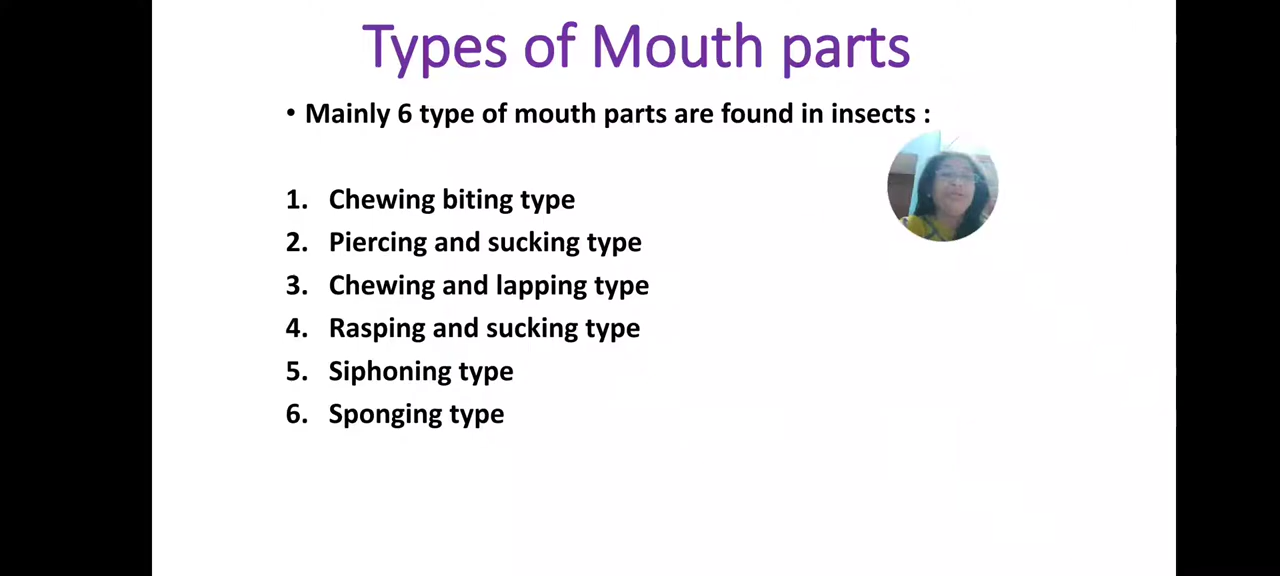 Types of Mouth parts
• Mainly 6 type of mouth parts are found in insects :
1. Chewing biting type
2. Piercing and sucking type
3. Chewing and lapping type
4. Rasping and sucking type
5. Siphoning type
6. Sponging type